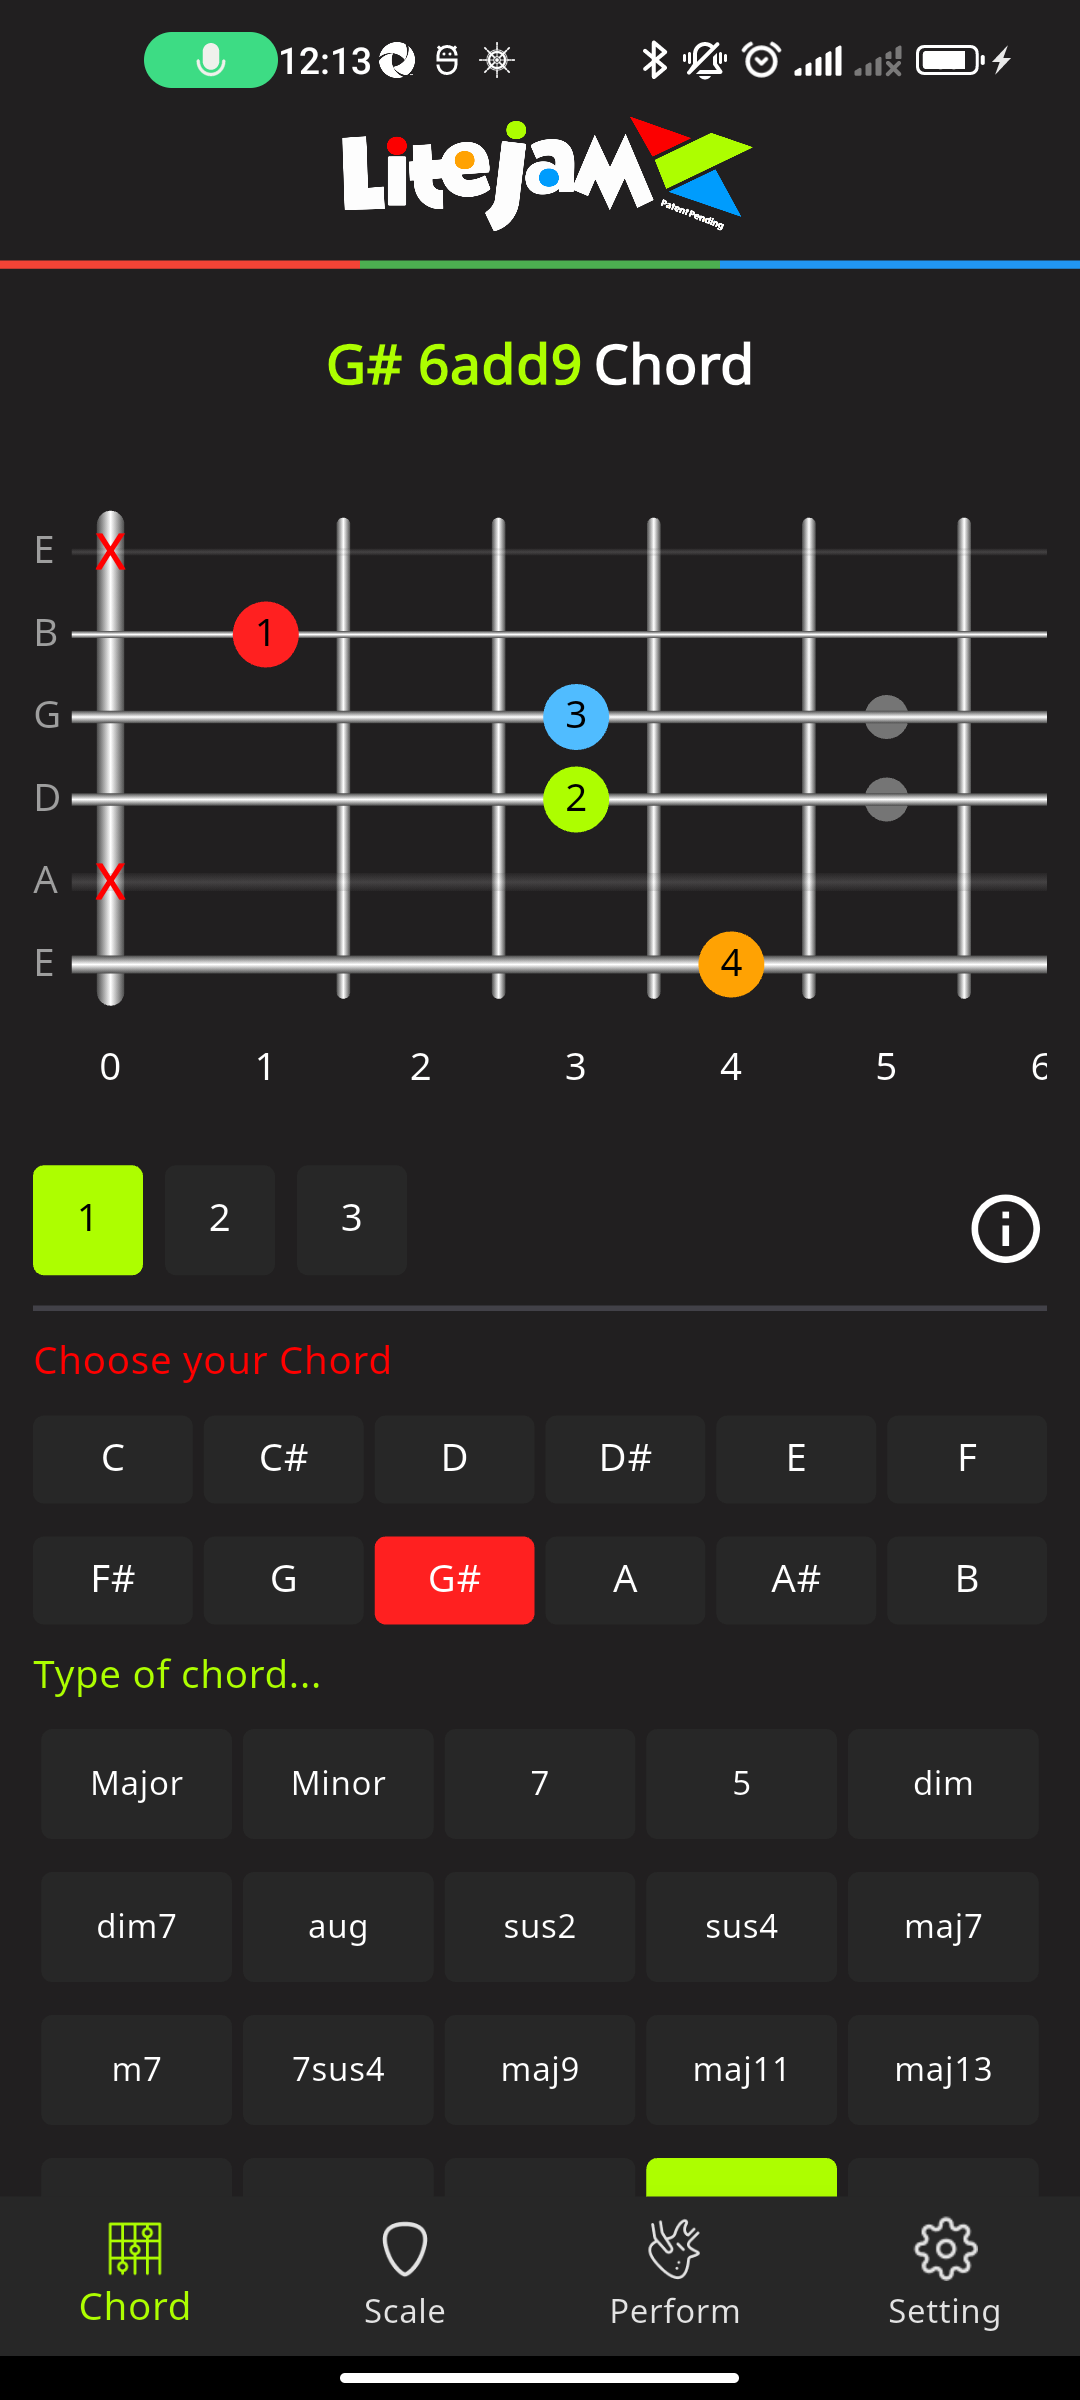 12:13
Litejam
Patent Pending
G# 6add9 Chord
E X
B 1
G 3
D 2
A X
E 4
0 1 2 3 4 5 6
1 2 3
Choose your Chord
C C# D D# E F
F# G G# A A# B
Type of chord...
Major Minor 7 5 dim
dim7 aug sus2 sus4 maj7
m7 7sus4 maj9 maj11 maj13
Chord Scale Perform Setting